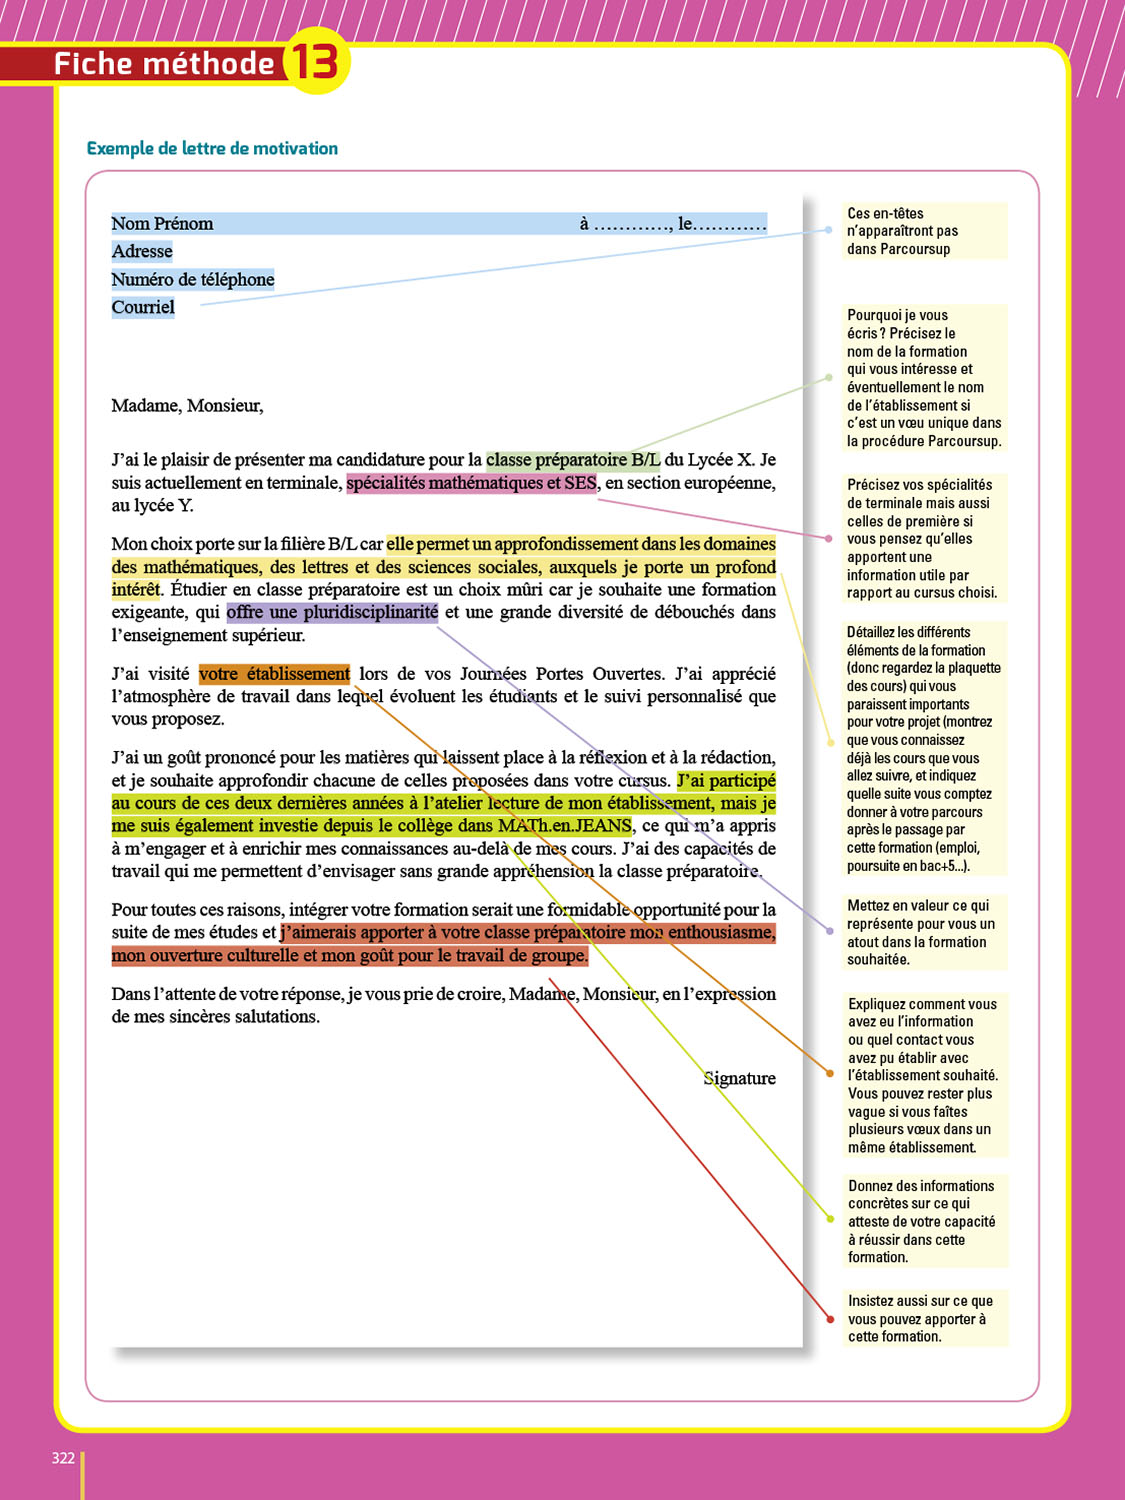 Fiche méthode 13
Exemple de lettre de motivation
Nom Prénom à …………, le…………
Adresse
Numéro de téléphone
Courriel
Madame, Monsieur,
J’ai le plaisir de présenter ma candidature pour la classe préparatoire B/L du Lycée X. Je
suis actuellement en terminale, spécialités mathématiques et SES, en section européenne,
au lycée Y.
Mon choix porte sur la filière B/L car elle permet un approfondissement dans les domaines
des mathématiques, des lettres et des sciences sociales, auxquels je porte un profond
intérêt. Étudier en classe préparatoire est un choix mûri car je souhaite une formation
exigeante, qui offre une pluridisciplinarité et une grande diversité de débouchés dans
l’enseignement supérieur.
J’ai visité votre établissement lors de vos Journées Portes Ouvertes. J’ai apprécié
l’atmosphère de travail dans lequel évoluent les étudiants et le suivi personnalisé que
vous proposez.
J’ai un goût prononcé pour les matières qui laissent place à la réflexion et à la rédaction,
et je souhaite approfondir chacune de celles proposées dans votre cursus. J’ai participé
au cours de ces deux dernières années à l’atelier lecture de mon établissement, mais je
me suis également investie depuis le collège dans MATh.en.JEANS, ce qui m’a appris
à m’engager et à enrichir mes connaissances au-delà de mes cours. J’ai des capacités de
travail qui me permettent d’envisager sans grande appréhension la classe préparatoire.
Pour toutes ces raisons, intégrer votre formation serait une formidable opportunité pour la
suite de mes études et j’aimerais apporter à votre classe préparatoire mon enthousiasme,
mon ouverture culturelle et mon goût pour le travail de groupe.
Dans l’attente de votre réponse, je vous prie de croire, Madame, Monsieur, en l’expression
de mes sincères salutations.
Signature
Ces en-têtes
n’apparaîtront pas
dans Parcoursup
Pourquoi je vous
écris ? Précisez le
nom de la formation
qui vous intéresse et
éventuellement le nom
de l’établissement si
c’est un vœu unique dans
la procédure Parcoursup.
Précisez vos spécialités
de terminale mais aussi
celles de première si
vous pensez qu’elles
apportent une
information utile par
rapport au cursus choisi.
Détaillez les différents
éléments de la formation
(donc regardez la plaquette
des cours) qui vous
paraissent importants
pour votre projet (montrez
que vous connaissez
déjà les cours que vous
allez suivre, et indiquez
quelle suite vous comptez
donner à votre parcours
après le passage par
cette formation (emploi,
poursuite en bac+5...).
Mettez en valeur ce qui
représente pour vous un
atout dans la formation
souhaitée.
Expliquez comment vous
avez eu l’information
ou quel contact vous
avez pu établir avec
l’établissement souhaité.
Vous pouvez rester plus
vague si vous faîtes
plusieurs vœux dans un
même établissement.
Donnez des informations
concrètes sur ce qui
atteste de votre capacité
à réussir dans cette
formation.
Insistez aussi sur ce que
vous pouvez apporter à
cette formation.
322